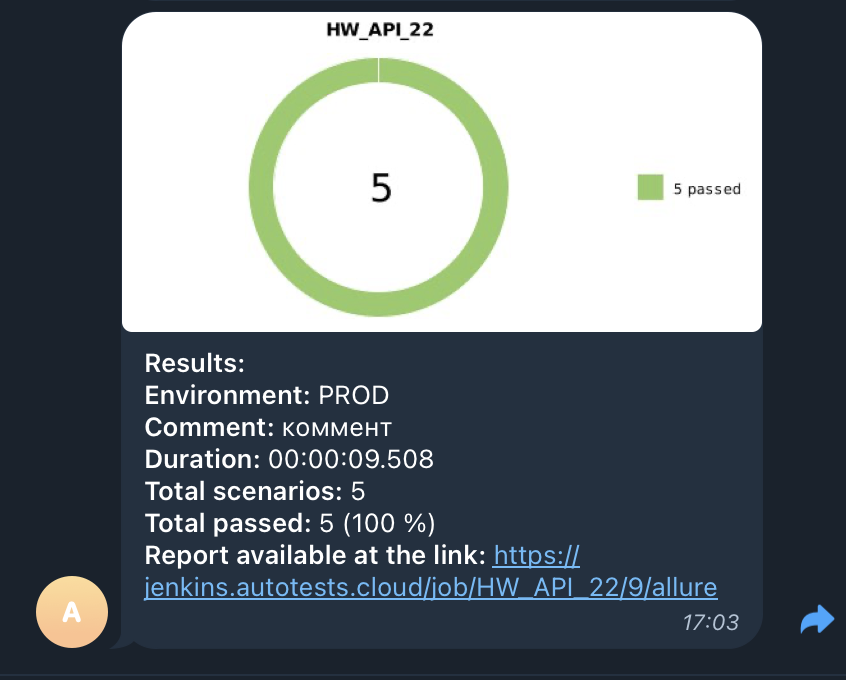 HW_API_22
5
5 passed
Results:
Environment: PROD
Comment: коммент
Duration: 00:00:09.508
Total scenarios: 5
Total passed: 5 (100 %)
Report available at the link: https://
jenkins.autotests.cloud/job/HW_API_22/9/allure
A
17:03